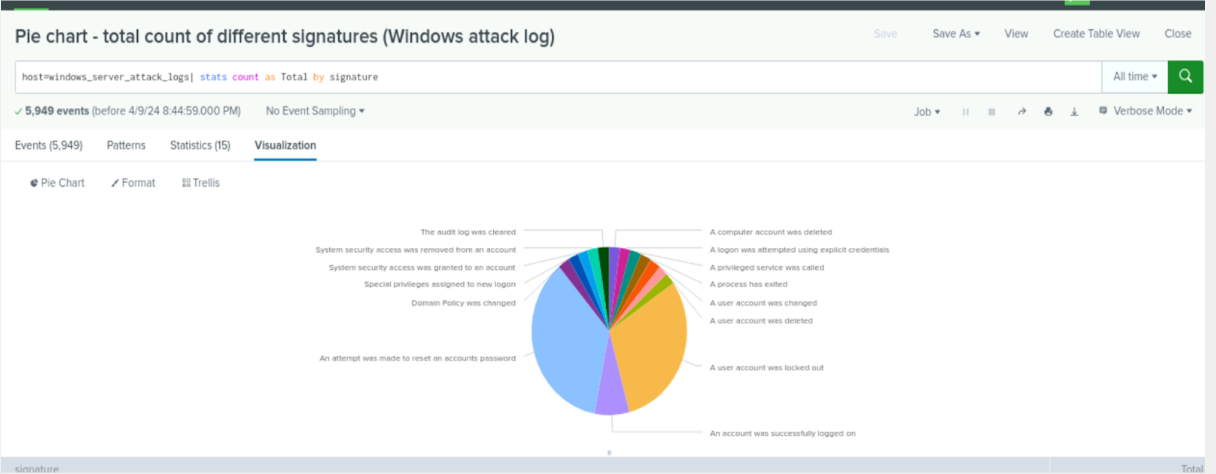 Pie chart - total count of different signatures (Windows attack log)
Save Save As View Create Table View Close
host=windows_server_attack_logs| stats count as Total by signature
All time
5,949 events (before 4/9/24 8:44:59.000 PM) No Event Sampling
Job Verbose Mode
Events (5,949) Patterns Statistics (15) Visualization
Pie Chart Format Trellis
The audit log was cleared
System security access was removed from an account
System security access was granted to an account
Special privileges assigned to new logon
Domain Policy was changed
An attempt was made to reset an accounts password
A computer account was deleted
A logon was attempted using explicit credentials
A privileged service was called
A process has exited
A user account was changed
A user account was deleted
A user account was locked out
An account was successfully logged on
signature Total